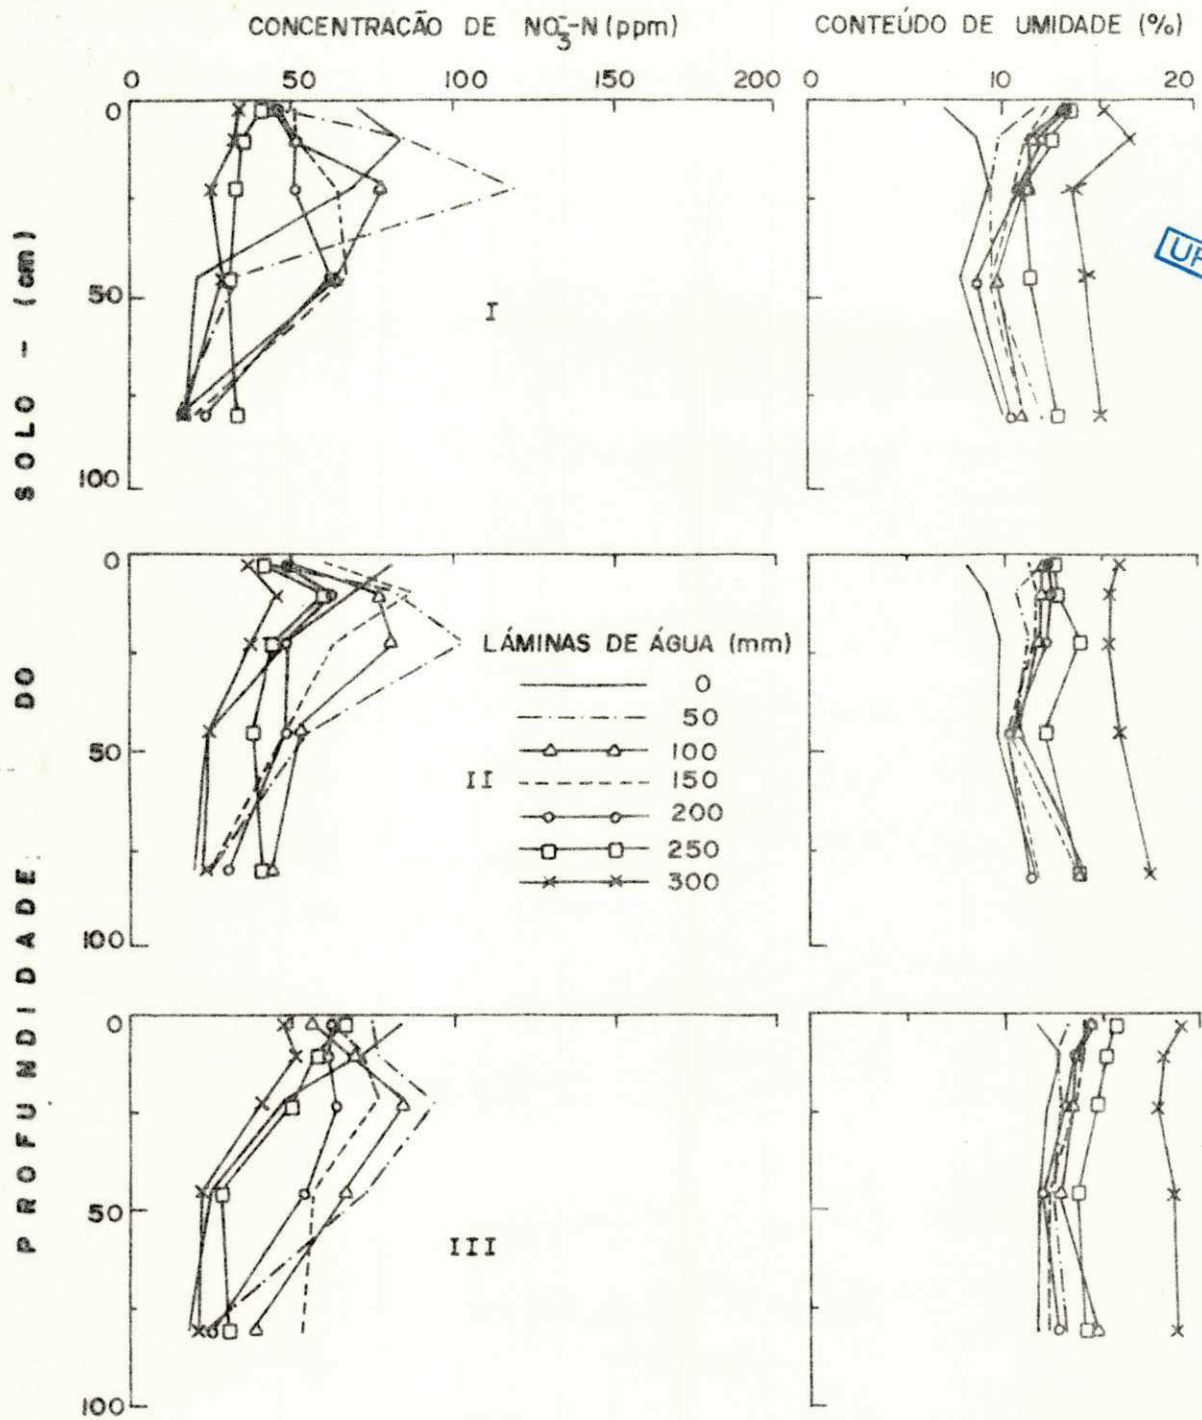 CONCENTRAÇÃO DE NO₃⁻-N (ppm)
CONTEÚDO DE UMIDADE (%)
0 50 100 150 200
0 10 20
PROFUNDIDADE DO SOLO - (cm)
0
50
100
I
0
50
100
LÁMINAS DE ÁGUA (mm)
0
50
100
II
150
200
250
300
0
50
100
III